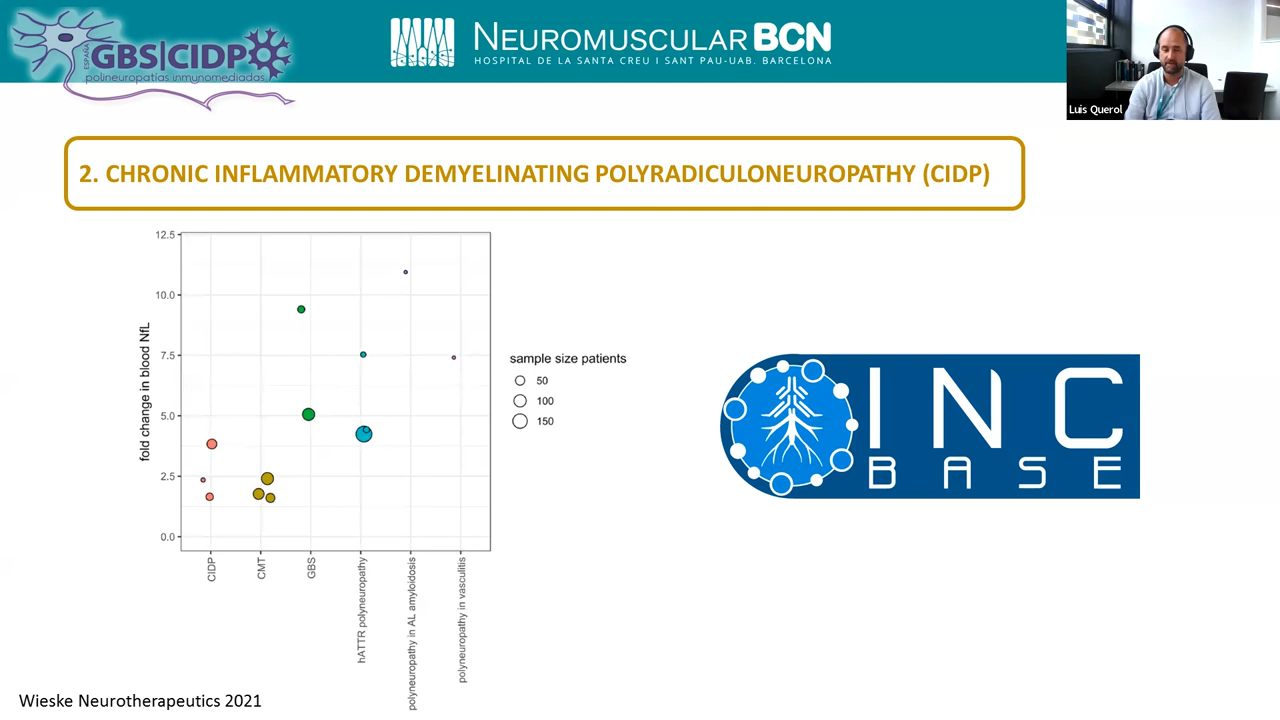 ESPAÑA
GBS|CIDP
polineuropatías inmunomediadas
NEUROMUSCULAR BCN
HOSPITAL DE LA SANTA CREU I SANT PAU-UAB. BARCELONA
Luis Querol
2. CHRONIC INFLAMMATORY DEMYELINATING POLYRADICULONEUROPATHY (CIDP)
12.5
10.0
7.5
5.0
2.5
0.0
fold change in blood NfL
CIDP
CMT
GBS
hATTR polyneuropathy
polyneuropathy in AL amyloidosis
polyneuropathy in vasculitis
sample size patients
50
100
150
INC
BASE
Wieske Neurotherapeutics 2021